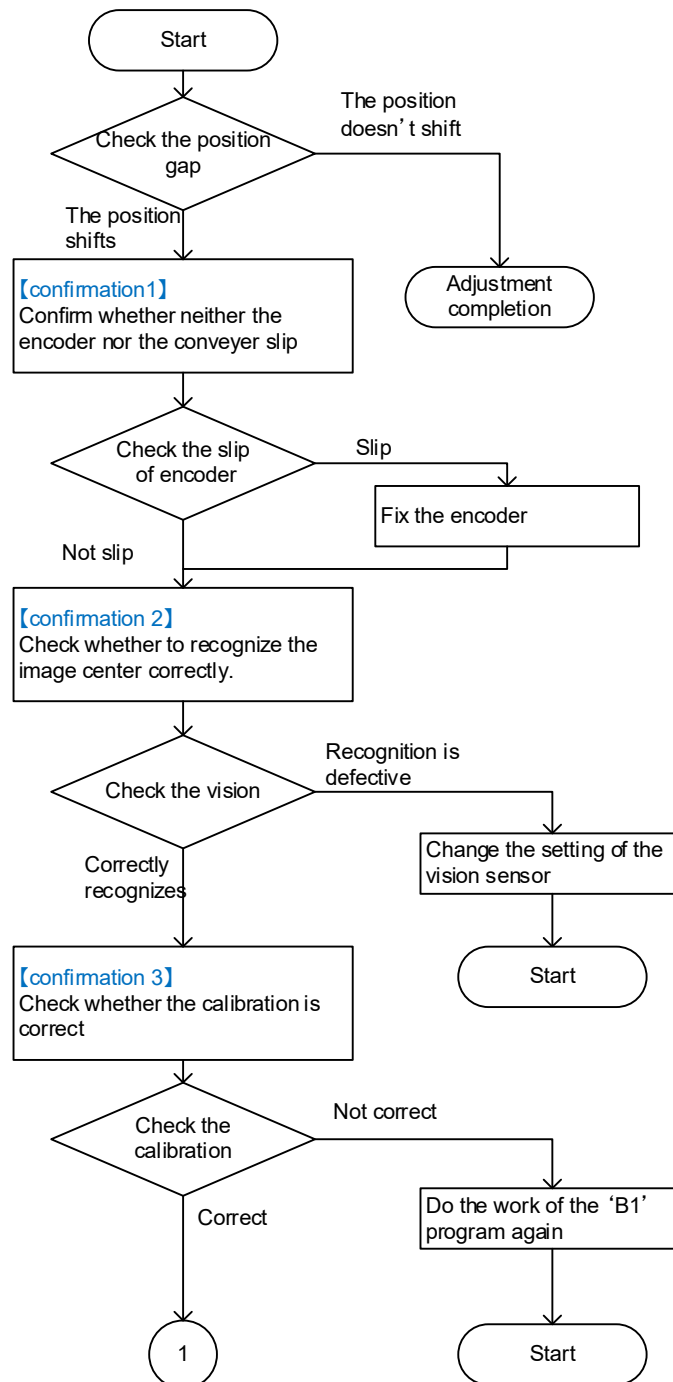 Start
Check the position
gap
The position
doesn’t shift
The position
shifts
Adjustment
completion
【confirmation1】
Confirm whether neither the
encoder nor the conveyer slip
Check the slip
of encoder
Slip
Fix the encoder
Not slip
【confirmation 2】
Check whether to recognize the
image center correctly.
Check the vision
Recognition is
defective
Change the setting of the
vision sensor
Correctly
recognizes
Start
【confirmation 3】
Check whether the calibration is
correct
Check the
calibration
Not correct
Do the work of the ‘B1’
program again
Correct
1
Start